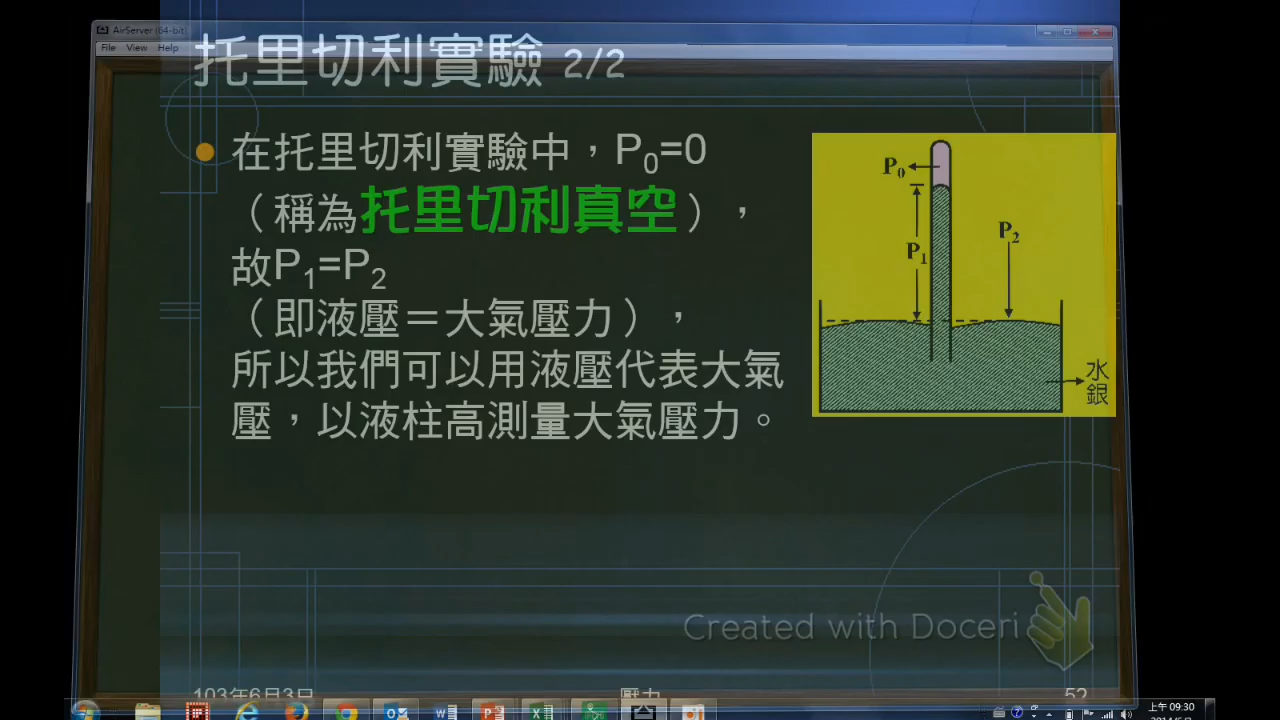 AirServer (64-bit)
File View Help
托里切利實驗 2/2
在托里切利實驗中，P₀=0
（稱為托里切利真空），
故P₁=P₂
（即液壓＝大氣壓力），
所以我們可以用液壓代表大氣
壓，以液柱高測量大氣壓力。
P₀
P₁
P₂
水
銀
Created with Doceri
103年6月3日
壓力
52
上午 09:30